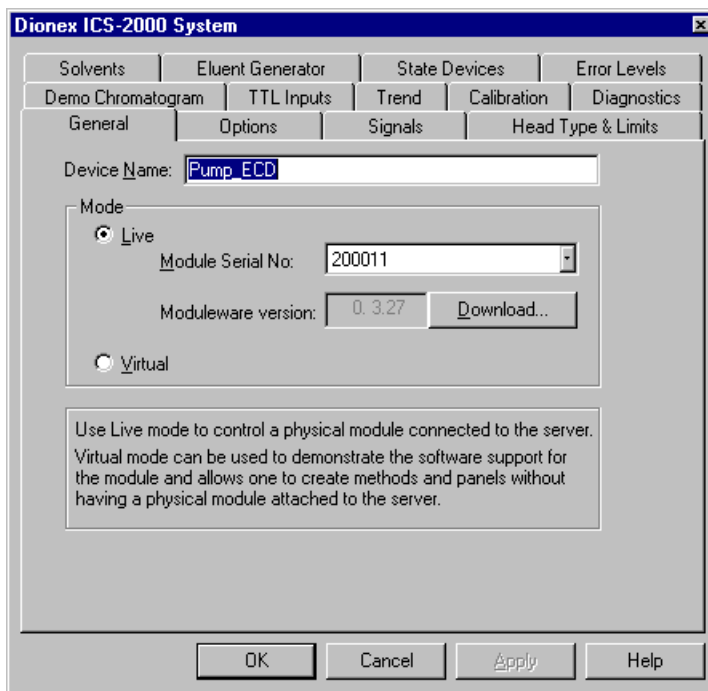 Dionex ICS-2000 System
Solvents Eluent Generator State Devices Error Levels
Demo Chromatogram TTL Inputs Trend Calibration Diagnostics
General Options Signals Head Type & Limits
Device Name: Pump_ECD
Mode
Live
Module Serial No: 200011
Moduleware version: 0. 3.27 Download...
Virtual
Use Live mode to control a physical module connected to the server.
Virtual mode can be used to demonstrate the software support for
the module and allows one to create methods and panels without
having a physical module attached to the server.
OK Cancel Apply Help